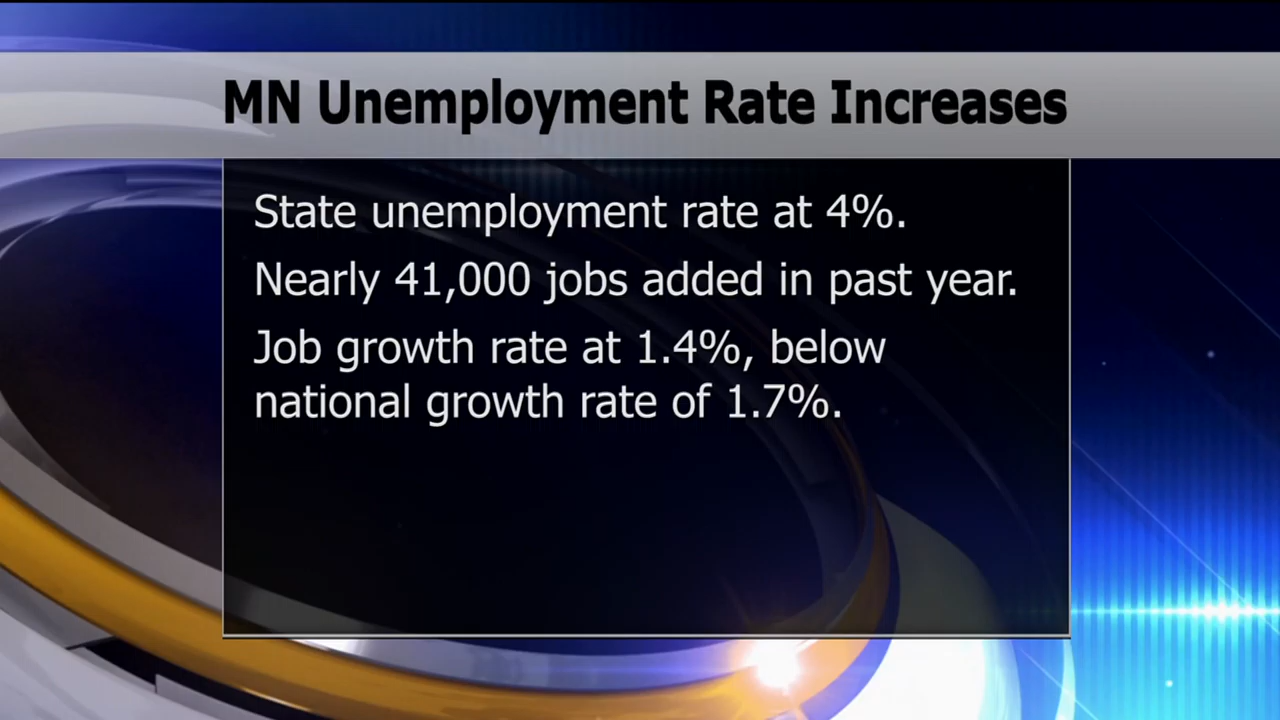 MN Unemployment Rate Increases
State unemployment rate at 4%.
Nearly 41,000 jobs added in past year.
Job growth rate at 1.4%, below
national growth rate of 1.7%.